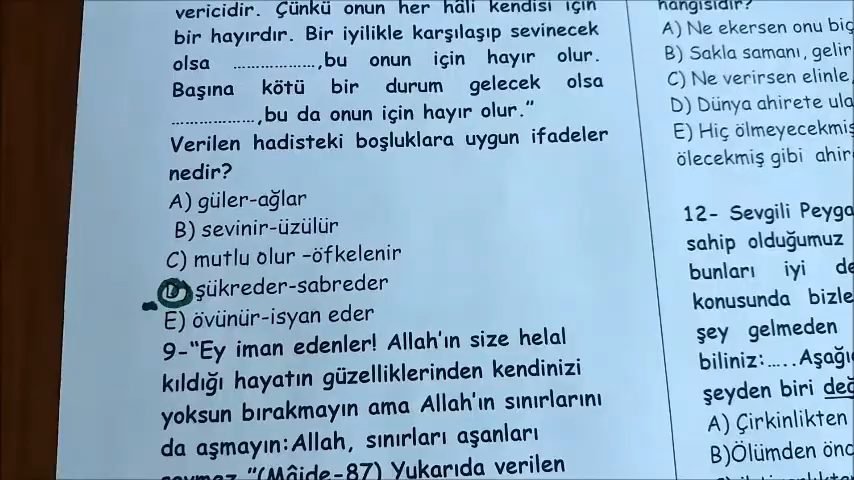 vericidir. Çünkü onun her hâli kendisi için
bir hayırdır. Bir iyilikle karşılaşıp sevinecek
olsa ................,bu onun için hayır olur.
Başına kötü bir durum gelecek olsa
..................,bu da onun için hayır olur."
Verilen hadisteki boşluklara uygun ifadeler
nedir?
A) güler-ağlar
B) sevinir-üzülür
C) mutlu olur -öfkelenir
D) şükreder-sabreder
E) övünür-isyan eder
9-"Ey iman edenler! Allah'ın size helal
kıldığı hayatın güzelliklerinden kendinizi
yoksun bırakmayın ama Allah'ın sınırlarını
da aşmayın:Allah, sınırları aşanları
sevmez."(Mâide-87) Yukarıda verilen
hangisidir?
A) Ne ekersen onu biç
B) Sakla samanı, gelir
C) Ne verirsen elinle,
D) Dünya ahirete ula
E) Hiç ölmeyecekmiş
ölecekmiş gibi ahir
12- Sevgili Peyga
sahip olduğumuz
bunları iyi de
konusunda bizle
şey gelmeden
biliniz:.....Aşağı
şeyden biri değ
A) Çirkinlikten
B)Ölümden önc